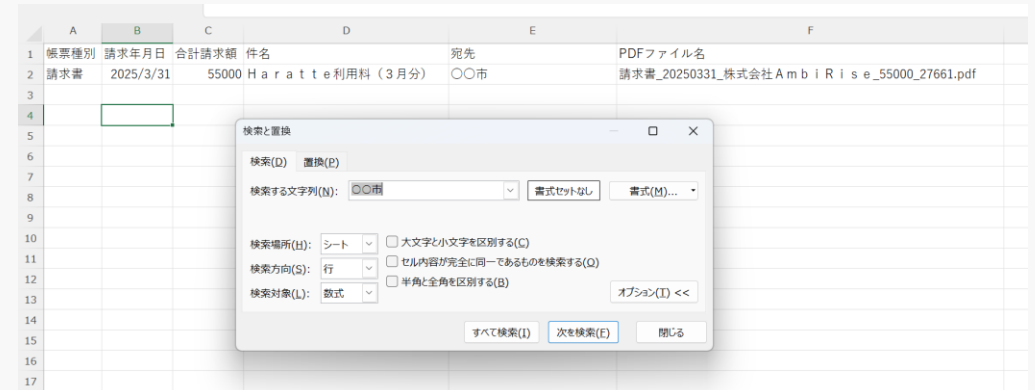 A B C D E F
1 帳票種別 請求年月日 合計請求額 件名 宛先 PDFファイル名
2 請求書 2025/3/31 55000 Ｈａｒａｔｔｅ利用料（３月分） 〇〇市 請求書_20250331_株式会社ＡｍｂｉＲｉｓｅ_55000_27661.pdf
3
4
5
6
7
8
9
10
11
12
13
14
15
16
17
検索と置換
検索(D) 置換(P)
検索する文字列(N): 〇〇市 書式セットなし 書式(M)...
検索場所(H): シート 大文字と小文字を区別する(C)
検索方向(S): 行 セル内容が完全に同一であるものを検索する(O)
検索対象(L): 数式 半角と全角を区別する(B)
オプション(T) <<
すべて検索(I) 次を検索(F) 閉じる